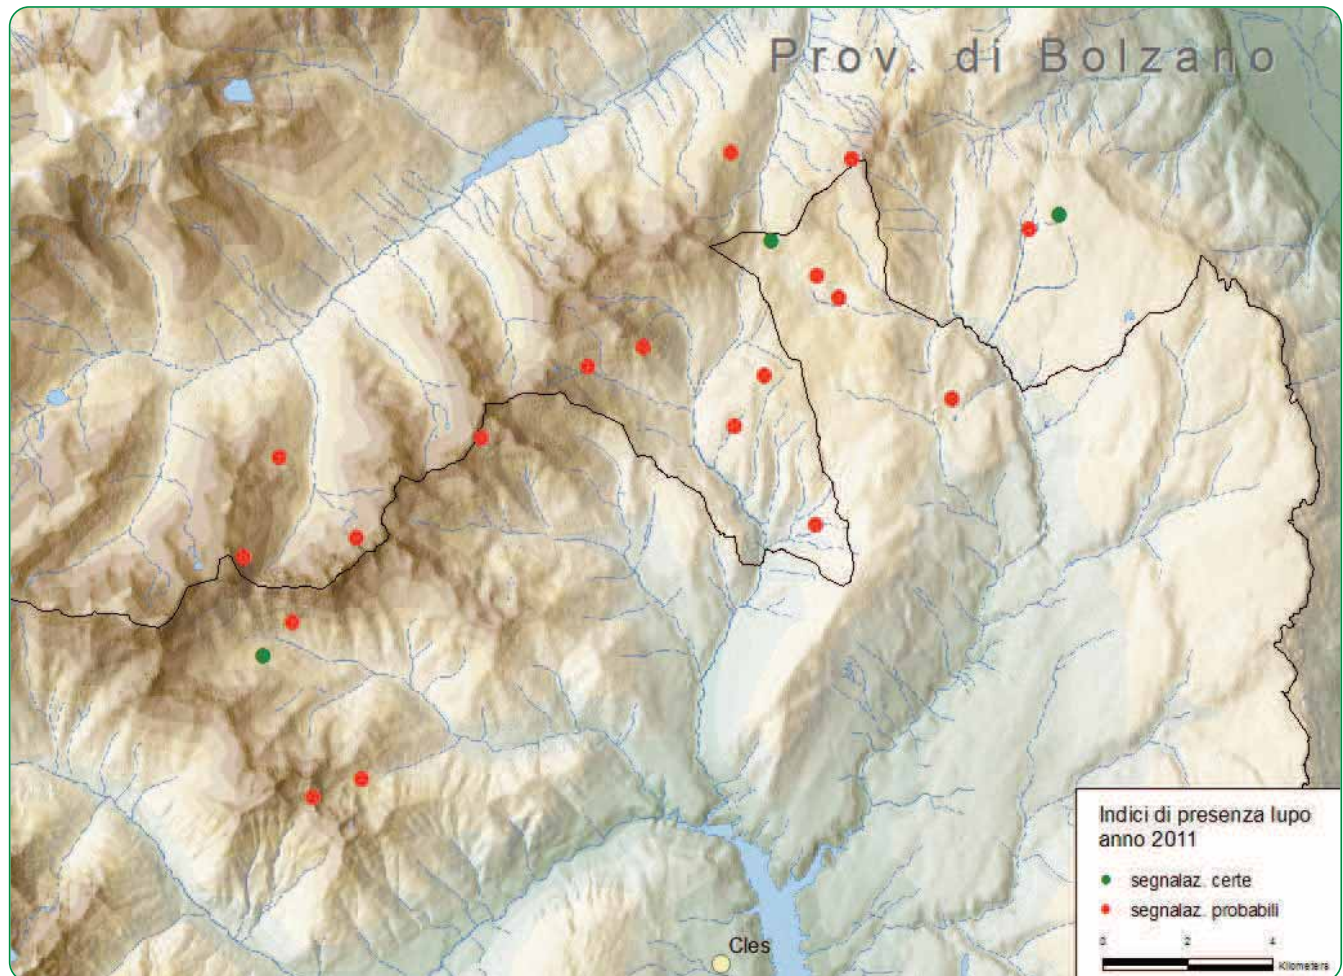 Prov. di Bolzano
Indici di presenza lupo
anno 2011
segnalaz. certe
segnalaz. probabili
0 2 4
Kilometers
Cles